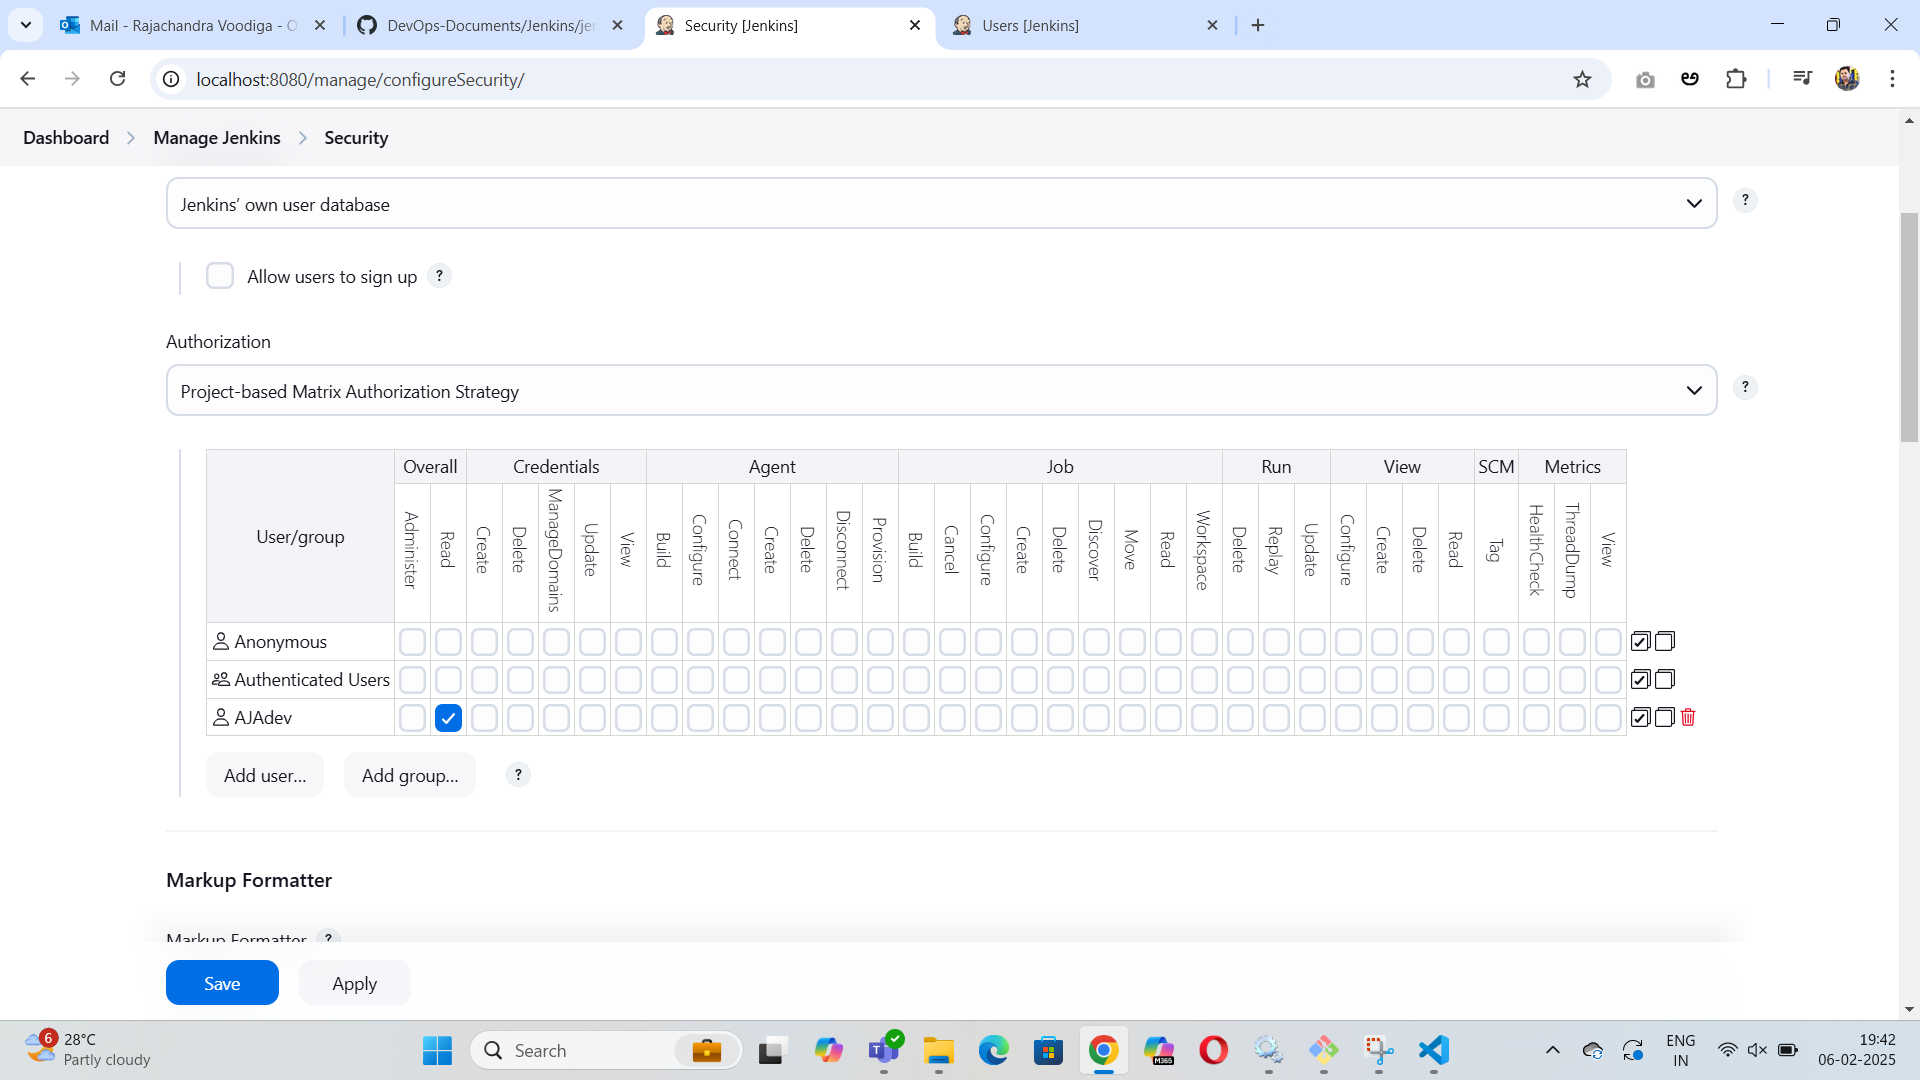 Mail - Rajachandra Voodiga - O
DevOps-Documents/Jenkins/jer
Security [Jenkins]
Users [Jenkins]
localhost:8080/manage/configureSecurity/
Dashboard > Manage Jenkins > Security
Jenkins' own user database
?
Allow users to sign up ?
Authorization
Project-based Matrix Authorization Strategy
?
User/group Overall Credentials Agent Job Run View SCM Metrics
Administer Read Create Delete ManageDomains Update View Build Configure Connect Create Delete Disconnect Provision Build Cancel Configure Create Delete Discover Move Read Workspace Delete Replay Update Configure Create Delete Read Tag HealthCheck ThreadDump View
Anonymous
Authenticated Users
AJAdev
Add user... Add group... ?
Markup Formatter
Markup Formatter ?
Save Apply
6
28°C
Partly cloudy
Search
M365
ENG
IN
19:42
06-02-2025